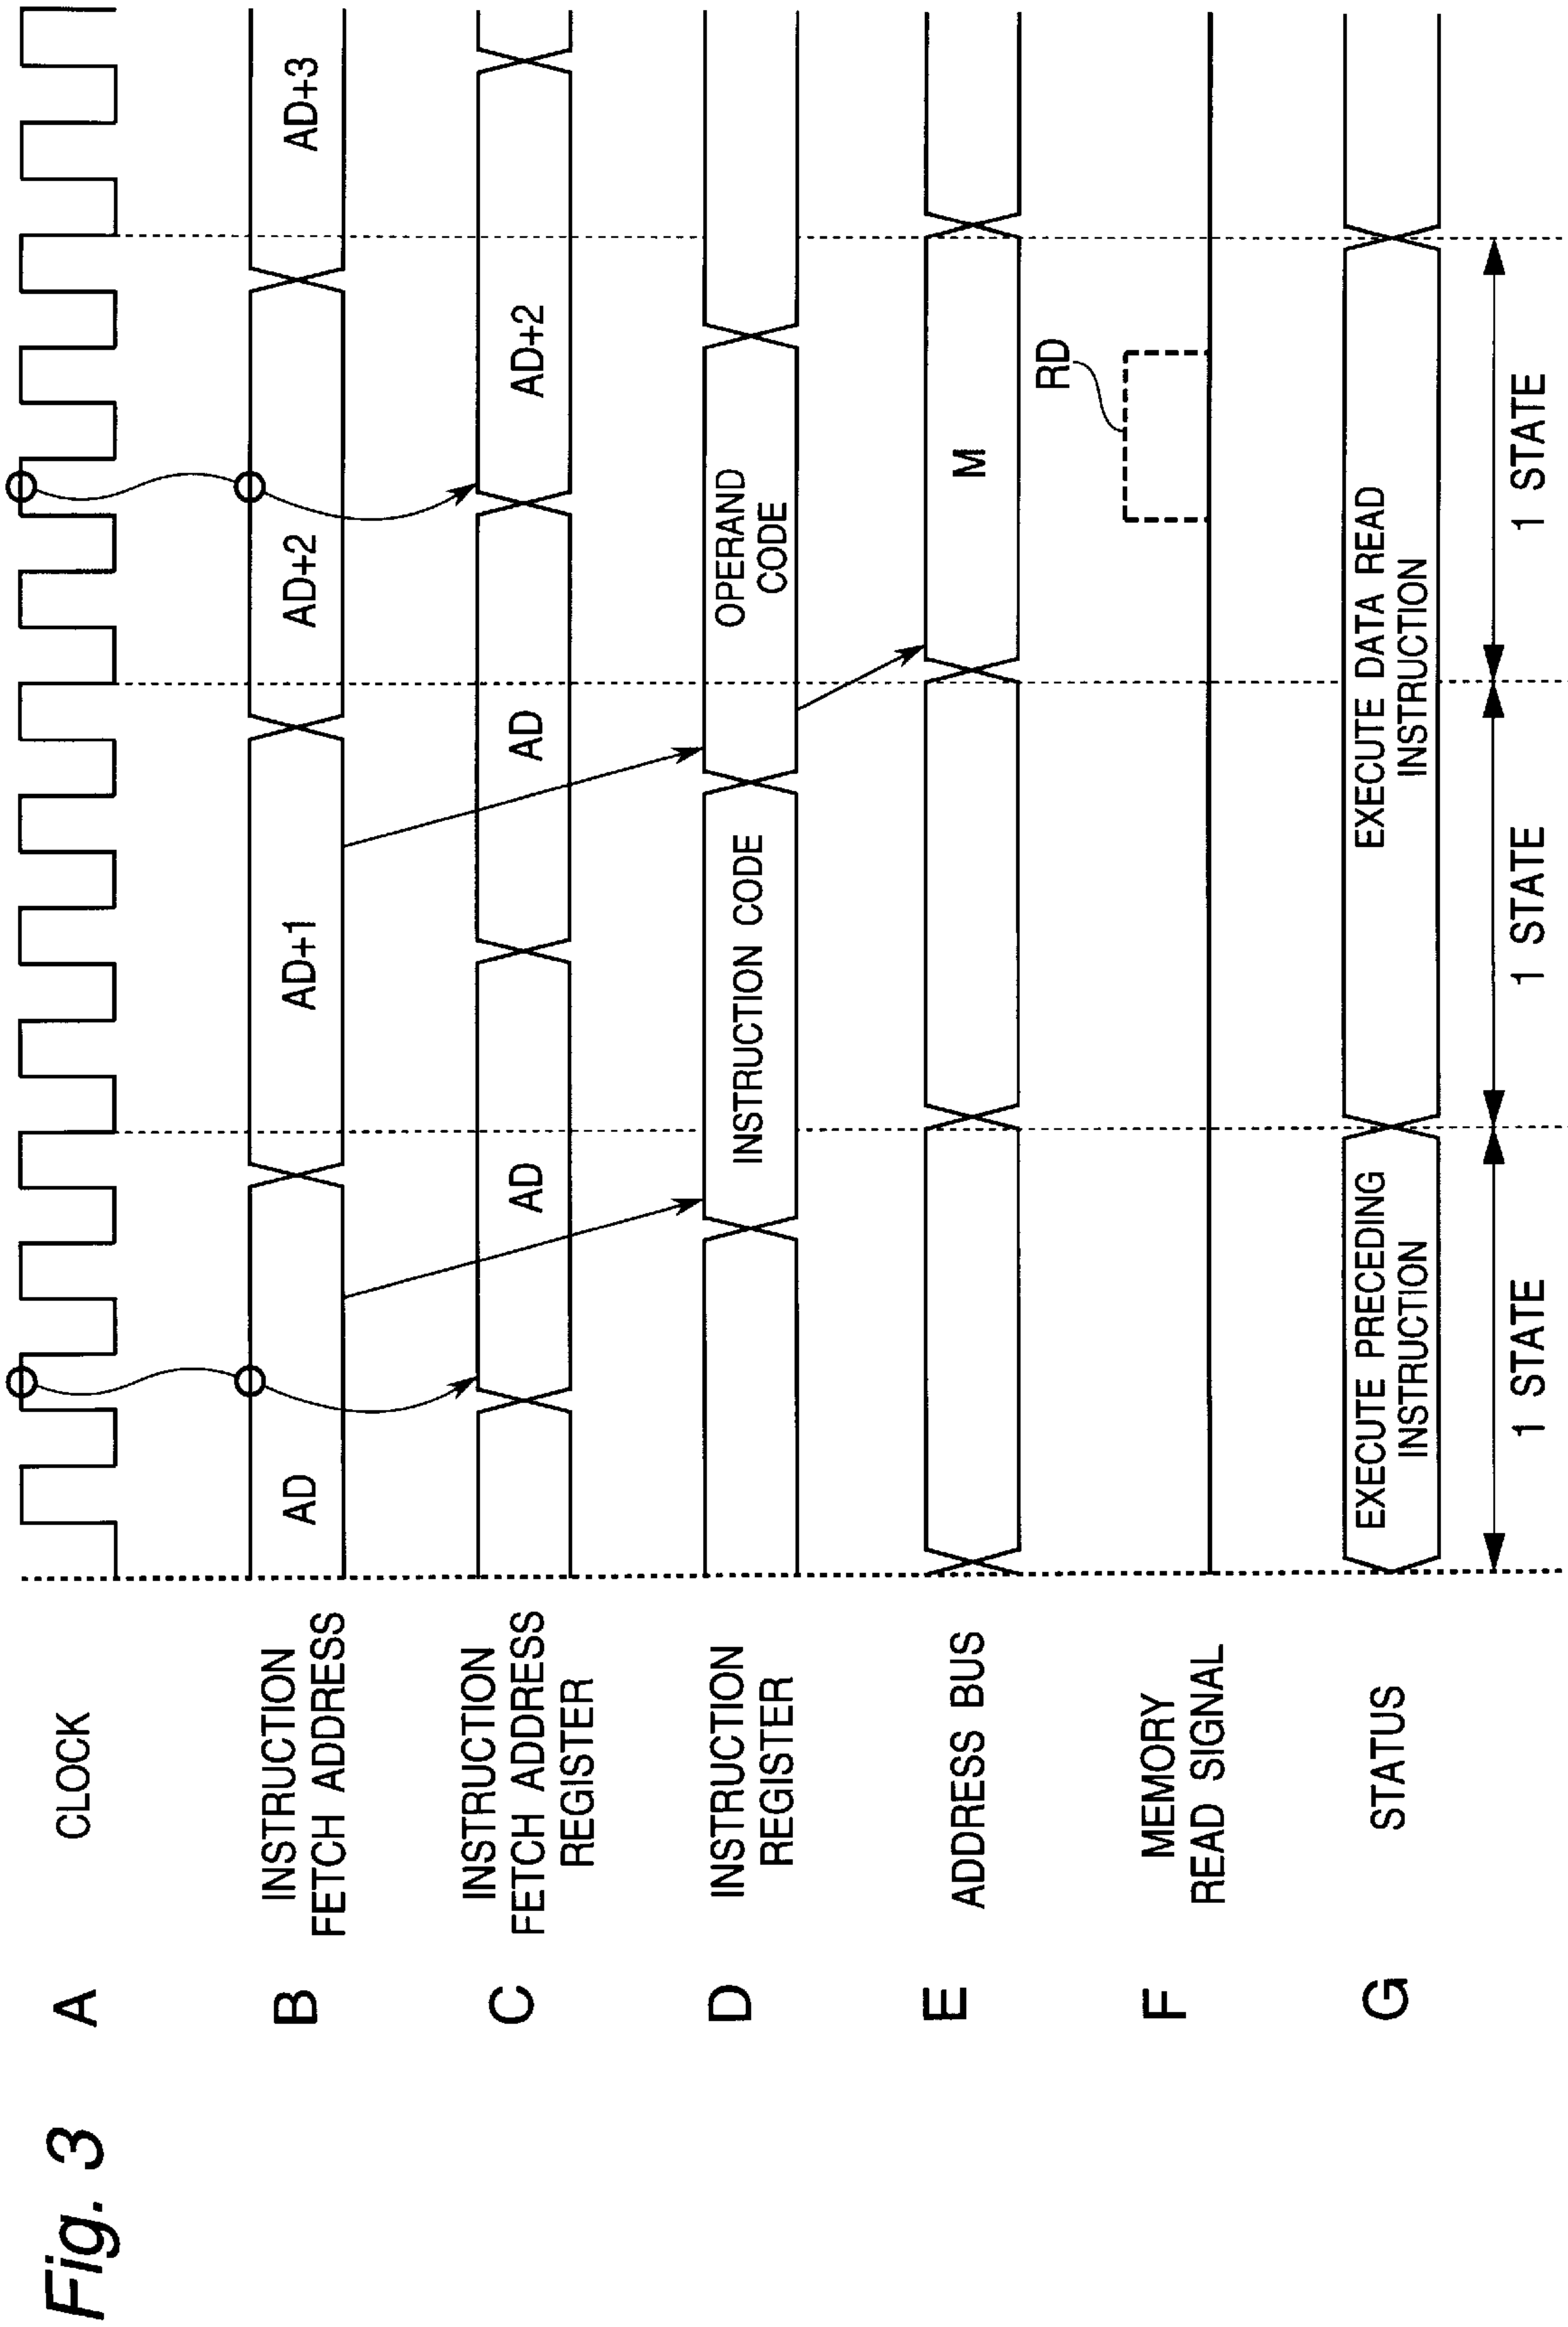 Fig. 3
A CLOCK
B INSTRUCTION
FETCH ADDRESS
AD
AD+1
AD+2
AD+3
C INSTRUCTION
FETCH ADDRESS
REGISTER
AD
AD
AD+2
D INSTRUCTION
REGISTER
INSTRUCTION CODE
OPERAND
CODE
E ADDRESS BUS
M
F MEMORY
READ SIGNAL
RD
G STATUS
EXECUTE PRECEDING
INSTRUCTION
EXECUTE DATA READ
INSTRUCTION
1 STATE
1 STATE
1 STATE